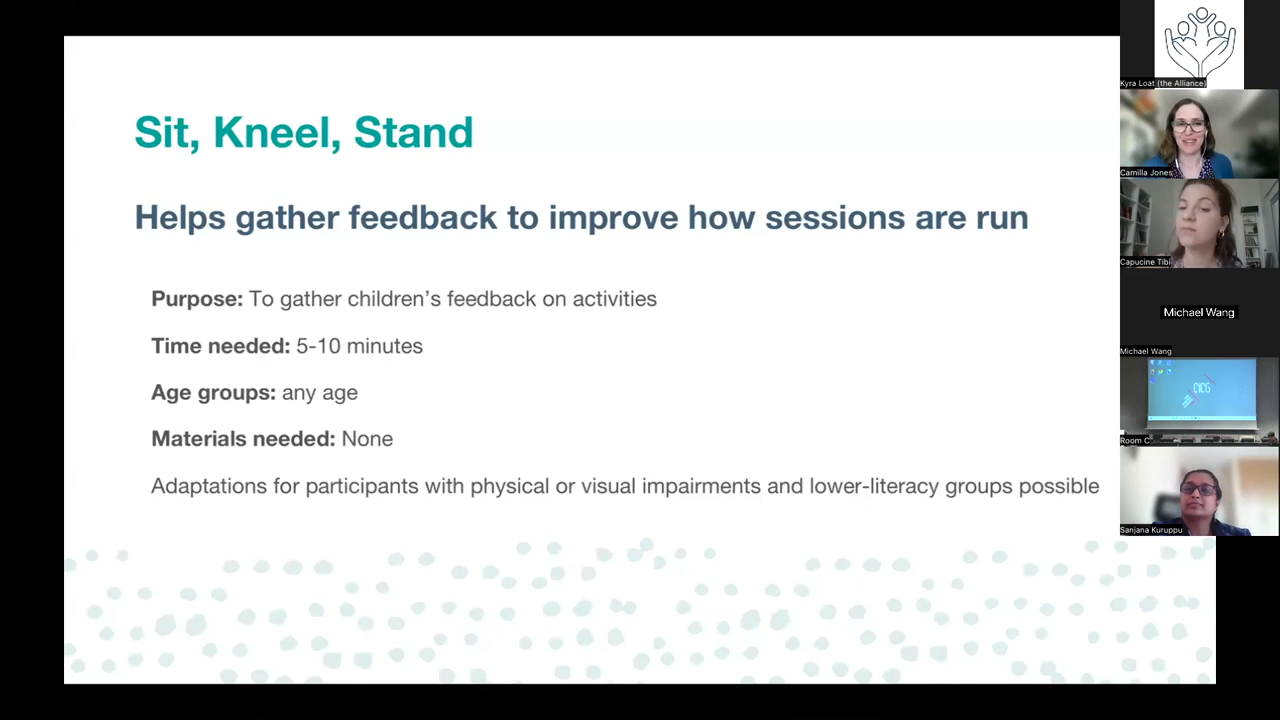 Sit, Kneel, Stand
Helps gather feedback to improve how sessions are run
Purpose: To gather children’s feedback on activities
Time needed: 5-10 minutes
Age groups: any age
Materials needed: None
Adaptations for participants with physical or visual impairments and lower-literacy groups possible
Kyra Loat (the Alliance)
Camilla Jones
Capucine Tibi
Michael Wang
Michael Wang
CICG
Room C
Sanjana Kuruppu